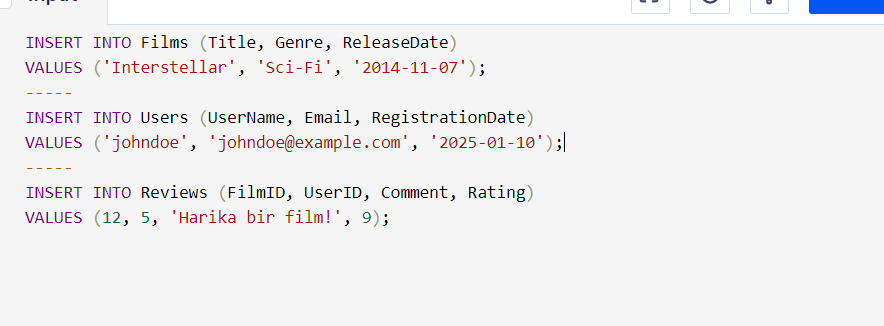 INSERT INTO Films (Title, Genre, ReleaseDate)
VALUES ('Interstellar', 'Sci-Fi', '2014-11-07');
-----
INSERT INTO Users (UserName, Email, RegistrationDate)
VALUES ('johndoe', 'johndoe@example.com', '2025-01-10');
-----
INSERT INTO Reviews (FilmID, UserID, Comment, Rating)
VALUES (12, 5, 'Harika bir film!', 9);